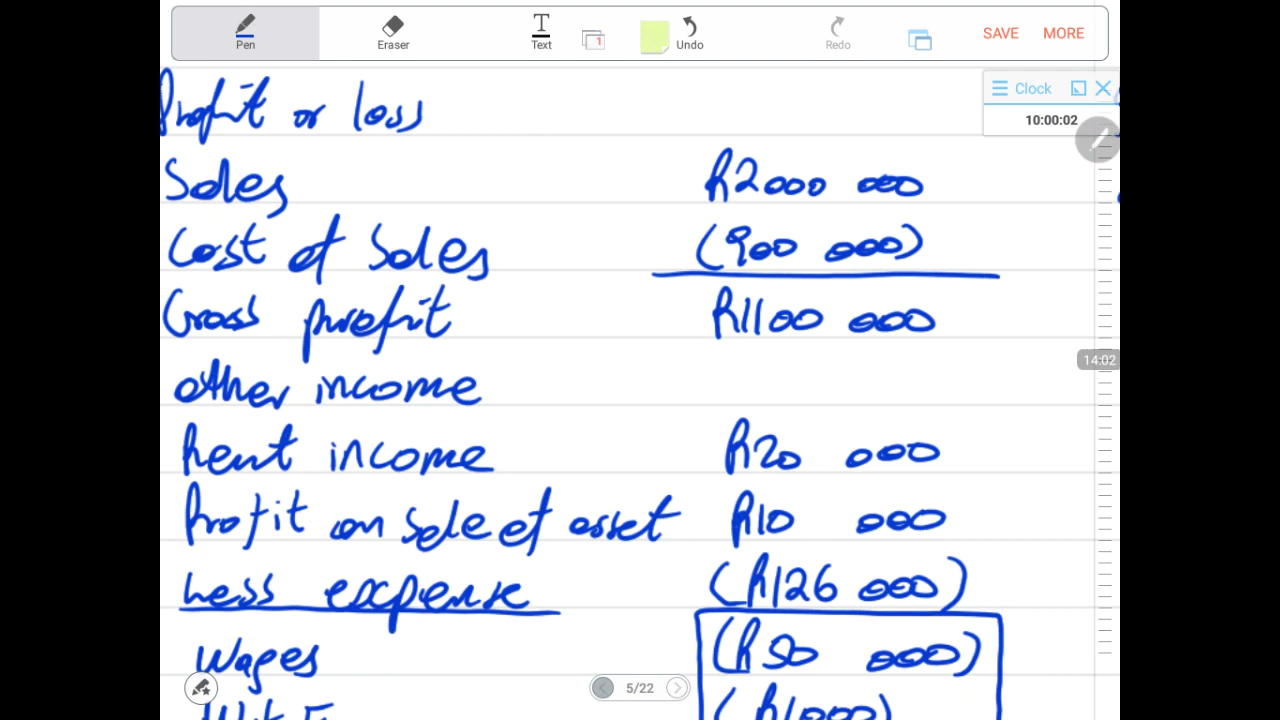 Pen Eraser Text 1 Undo Redo SAVE MORE
Profit or loss
Clock
10:00:02
Sales R2000 000
Cost of Sales (900 000)
Gross profit R1100 000
14:02
other income
Rent income R20 000
Profit on sale of asset R10 000
Less expense (R126 000)
Wages (R50 000)
(R1000)
5/22